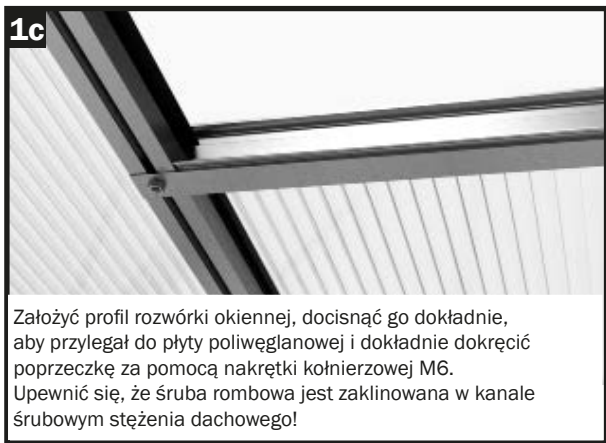 1c
Założyć profil rozwórki okiennej, docisnąć go dokładnie,
aby przylegał do płyty poliwęglanowej i dokładnie dokręcić
poprzeczkę za pomocą nakrętki kołnierzowej M6.
Upewnić się, że śruba rombowa jest zaklinowana w kanale
śrubowym stężenia dachowego!